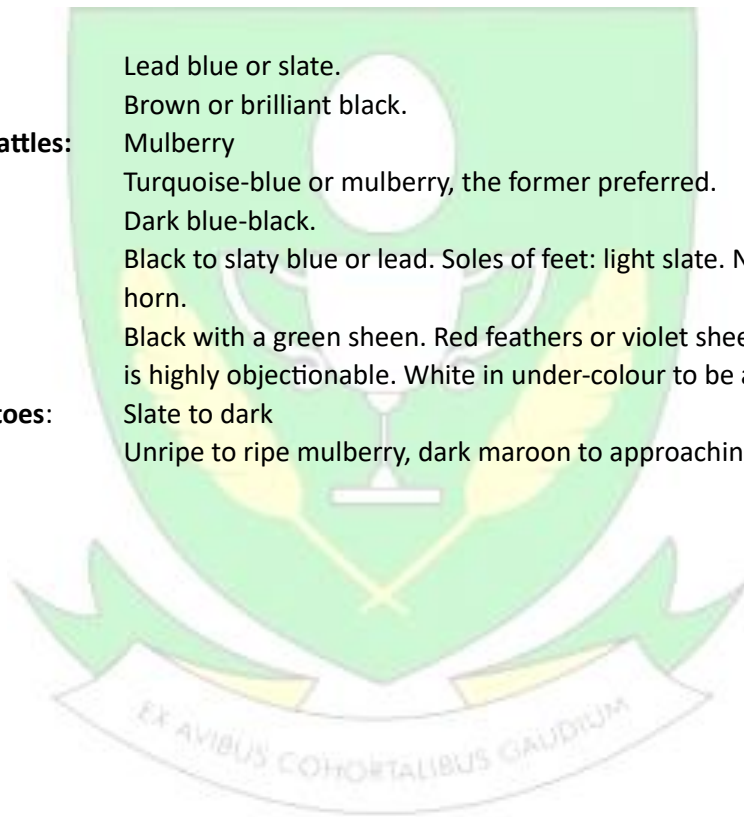 Lead blue or slate.
Brown or brilliant black.
attles: Mulberry
Turquoise-blue or mulberry, the former preferred.
Dark blue-black.
Black to slaty blue or lead. Soles of feet: light slate. N
horn.
Black with a green sheen. Red feathers or violet shee
is highly objectionable. White in under-colour to be a
toes: Slate to dark
Unripe to ripe mulberry, dark maroon to approachin
EX AVIBUS COHORTALIBUS GAUDIUM